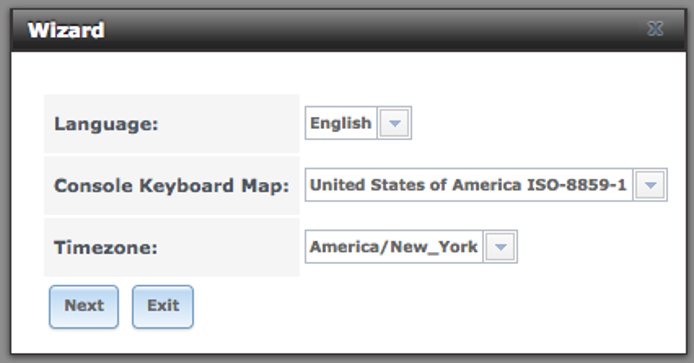 Wizard
Language: English
Console Keyboard Map: United States of America ISO-8859-1
Timezone: America/New_York
Next Exit